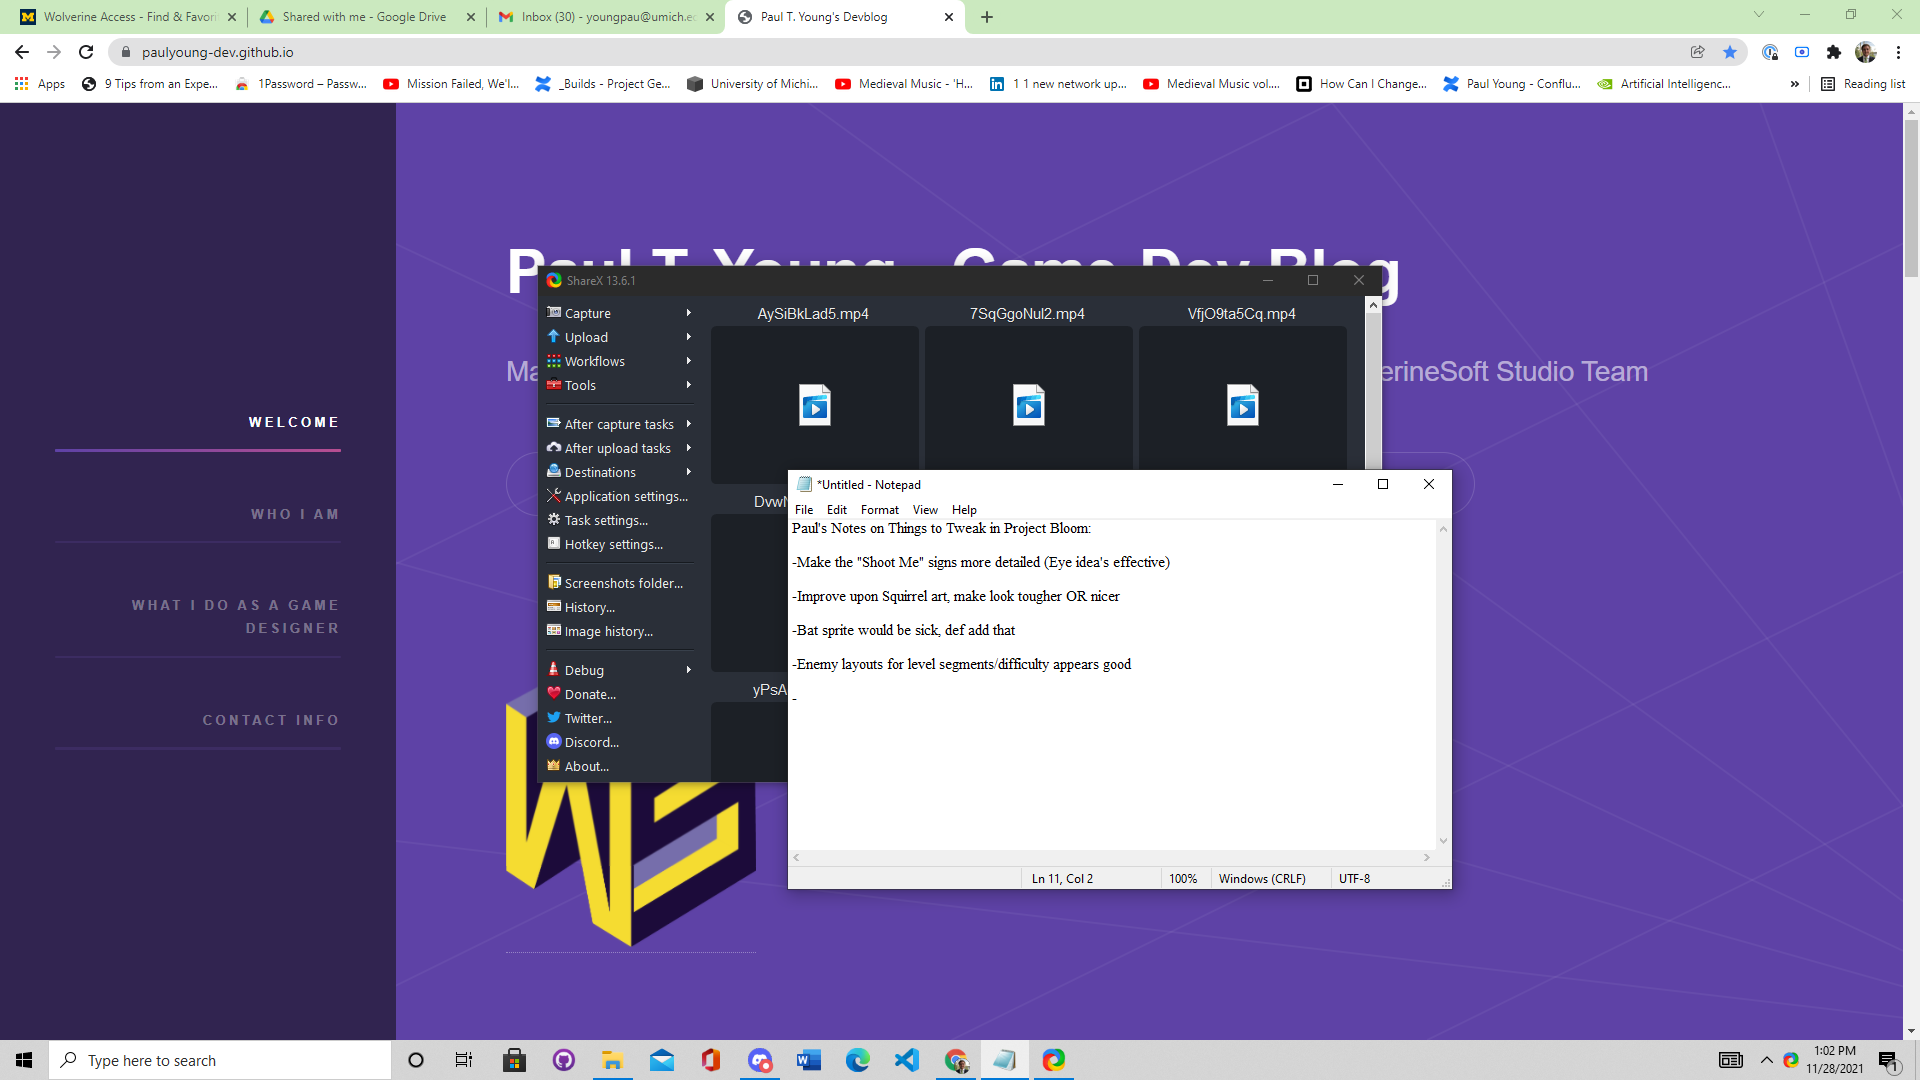 Wolverine Access - Find & Favori
Shared with me - Google Drive
Inbox (30) - youngpau@umich.e
Paul T. Young's Devblog
paulyoung-dev.github.io
Apps
9 Tips from an Expe...
1Password – Passw...
Mission Failed, We'l...
_Builds - Project Ge...
University of Michi...
Medieval Music - 'H...
1 1 new network up...
Medieval Music vol....
How Can I Change...
Paul Young - Conflu...
Artificial Intelligenc...
»
Reading list
Paul T. Young - Game Dev Blog
Ma
erineSoft Studio Team
WELCOME
WHO I AM
WHAT I DO AS A GAME
DESIGNER
CONTACT INFO
ShareX 13.6.1
Capture
Upload
Workflows
Tools
After capture tasks
After upload tasks
Destinations
Application settings...
Task settings...
Hotkey settings...
Screenshots folder...
History...
Image history...
Debug
Donate...
Twitter...
Discord...
About...
AySiBkLad5.mp4
7SqGgoNul2.mp4
VfjO9ta5Cq.mp4
yPsA
*Untitled - Notepad
File Edit Format View Help
Paul's Notes on Things to Tweak in Project Bloom:
-Make the "Shoot Me" signs more detailed (Eye idea's effective)
-Improve upon Squirrel art, make look tougher OR nicer
-Bat sprite would be sick, def add that
-Enemy layouts for level segments/difficulty appears good
-
Ln 11, Col 2
100%
Windows (CRLF)
UTF-8
Type here to search
1:02 PM
11/28/2021
1